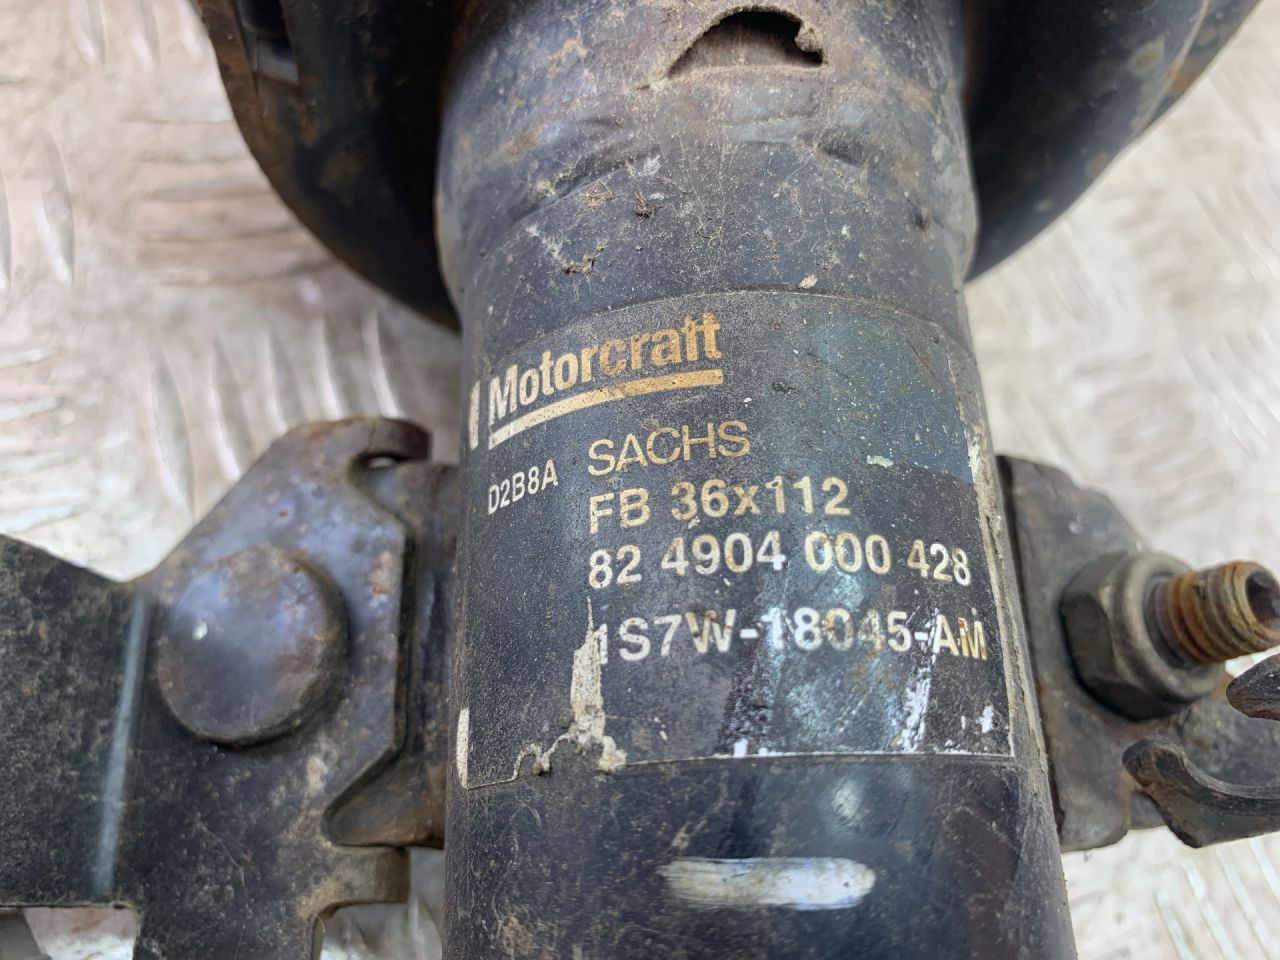 Motorcraft
SACHS
D2B8A
FB 36x112
82 4904 000 428
1S7W-18045-AM